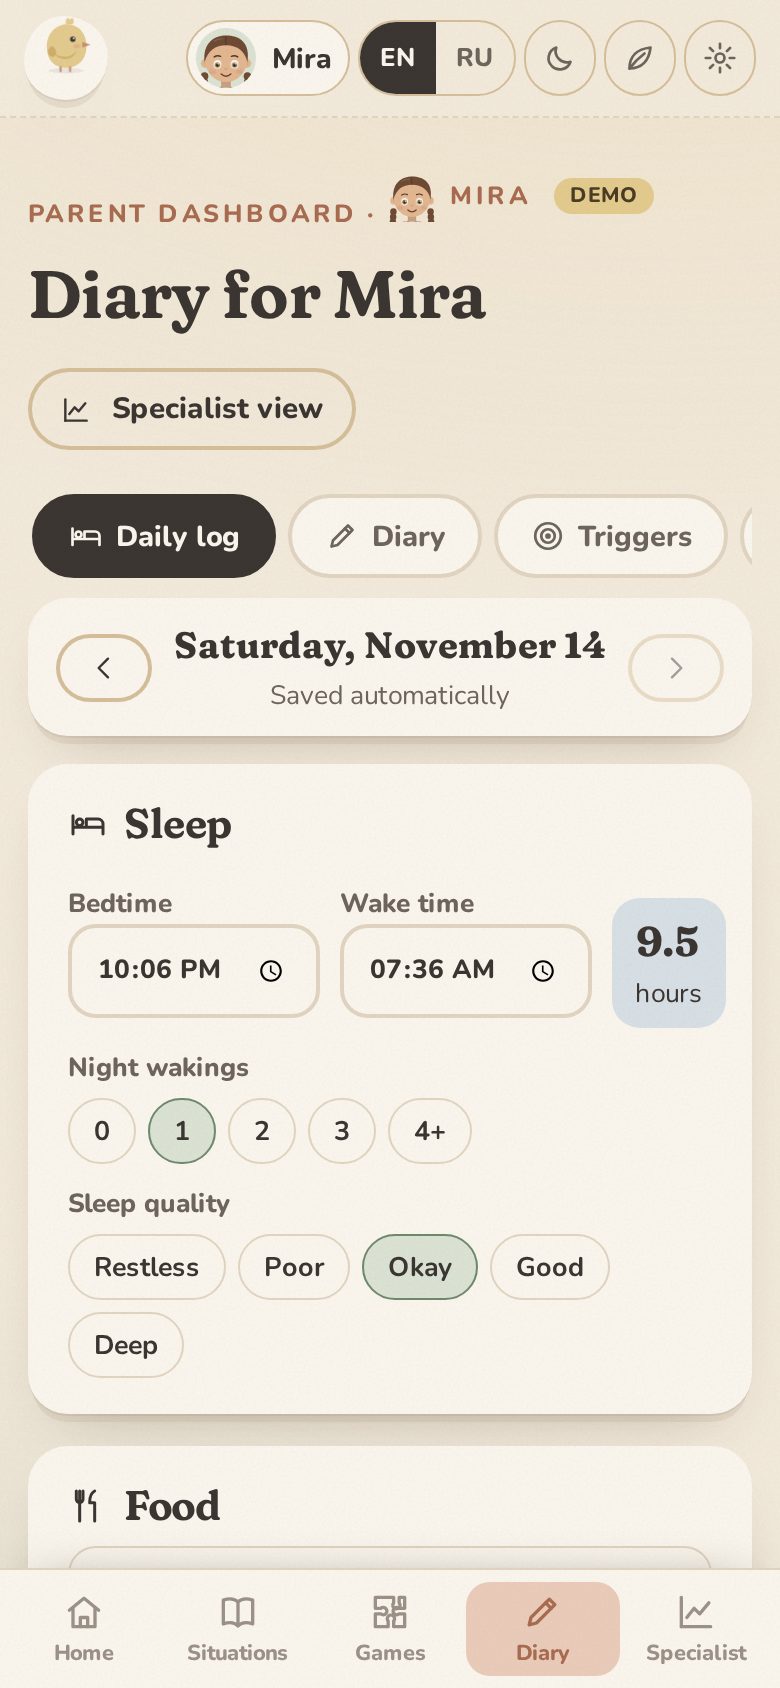 Mira
EN
RU
PARENT DASHBOARD · MIRA
DEMO
Diary for Mira
Specialist view
Daily log
Diary
Triggers
Saturday, November 14
Saved automatically
Sleep
Bedtime
Wake time
10:06 PM
07:36 AM
9.5
hours
Night wakings
0
1
2
3
4+
Sleep quality
Restless
Poor
Okay
Good
Deep
Food
Home
Situations
Games
Diary
Specialist